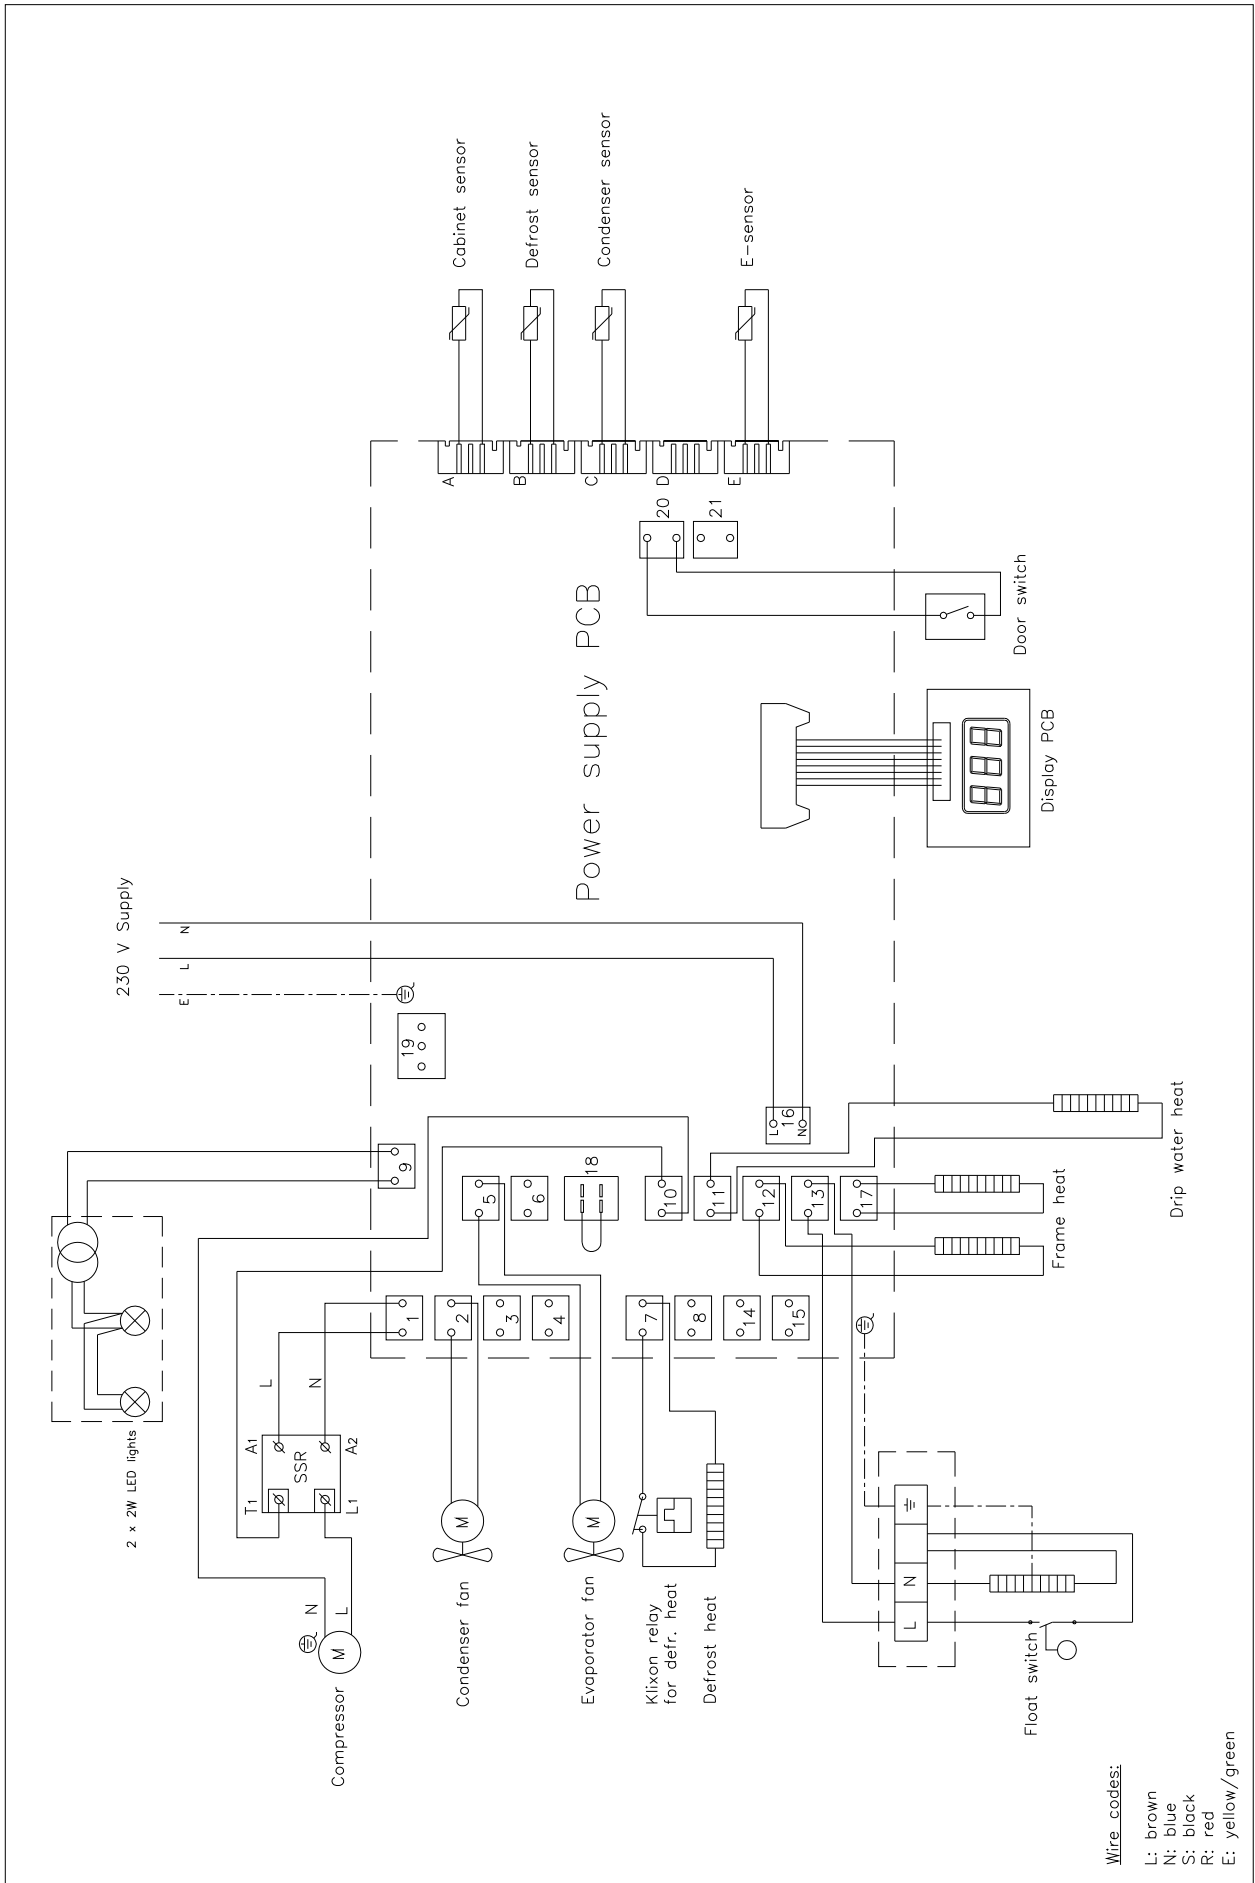 Cabinet sensor
Defrost sensor
Condenser sensor
E-sensor
A
B
C
D
E
20
21
Door switch
Power supply PCB
Display PCB
230 V Supply
E
L
N
19
L
16
N
9
5
6
18
10
11
12
13
17
Drip water heat
Frame heat
1
2
3
4
7
8
14
15
2 x 2W LED lights
L
N
A1
A2
SSR
T1
L1
M
M
N
L
M
Compressor
Condenser fan
Evaporator fan
Klixon relay
for defr. heat
Defrost heat
L
N
Float switch
Wire codes:
L: brown
N: blue
S: black
R: red
E: yellow/green